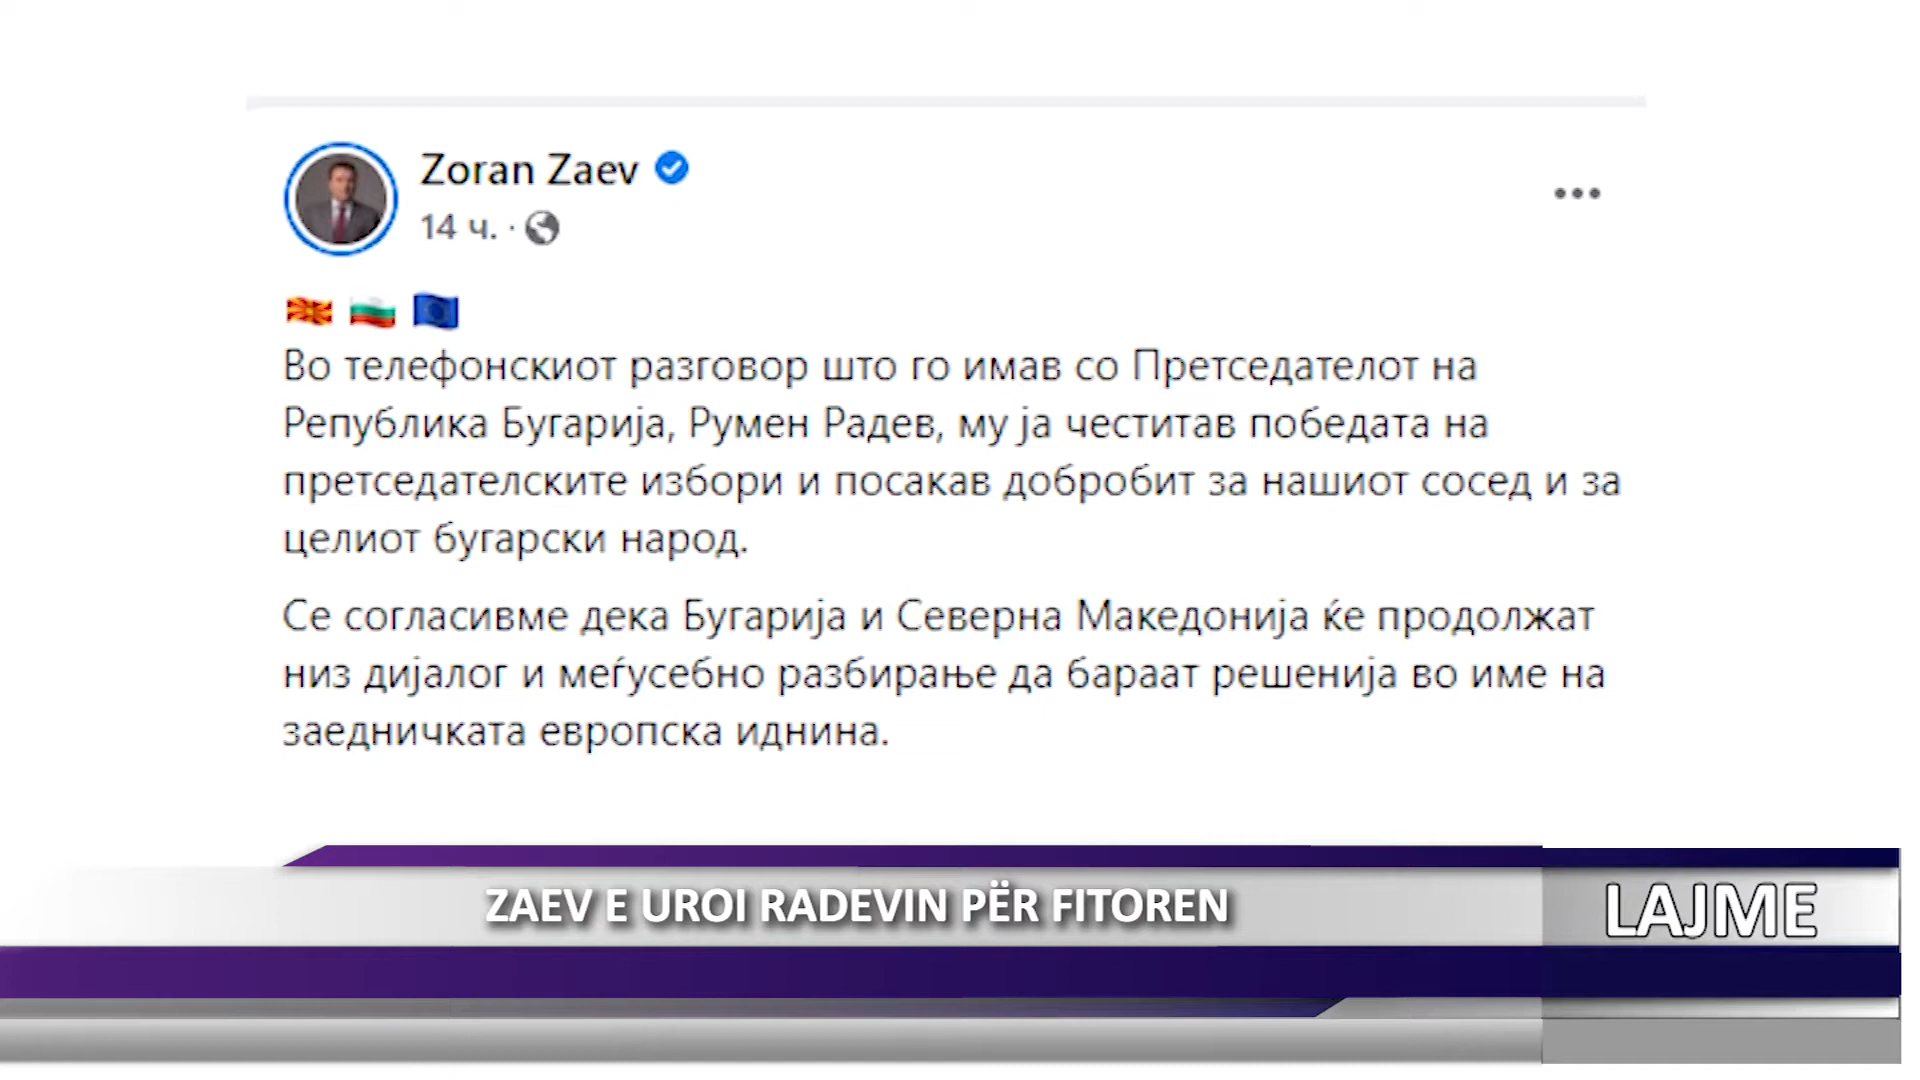 Zoran Zaev
14 ч. ·
Во телефонскиот разговор што го имав со Претседателот на
Република Бугарија, Румен Радев, му ја честитав победата на
претседателските избори и посакав добробит за нашиот сосед и за
целиот бугарски народ.
Се согласивме дека Бугарија и Северна Македонија ќе продолжат
низ дијалог и меѓусебно разбирање да бараат решенија во име на
заедничката европска иднина.
ZAEV E UROI RADEVIN PËR FITOREN
LAJME